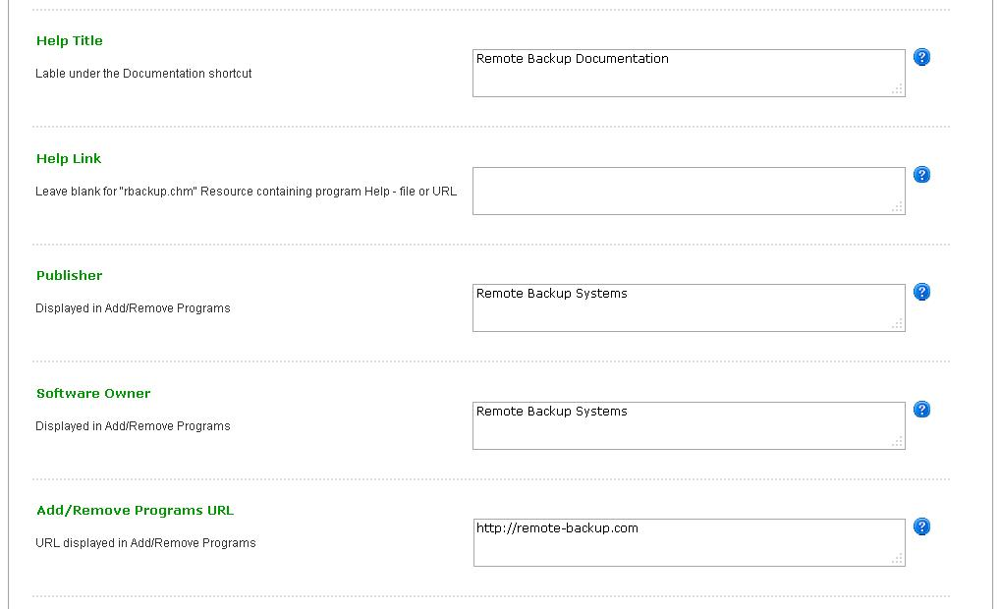 Help Title
Lable under the Documentation shortcut
Remote Backup Documentation
?
Help Link
Leave blank for "rbackup.chm" Resource containing program Help - file or URL
?
Publisher
Displayed in Add/Remove Programs
Remote Backup Systems
?
Software Owner
Displayed in Add/Remove Programs
Remote Backup Systems
?
Add/Remove Programs URL
URL displayed in Add/Remove Programs
http://remote-backup.com
?